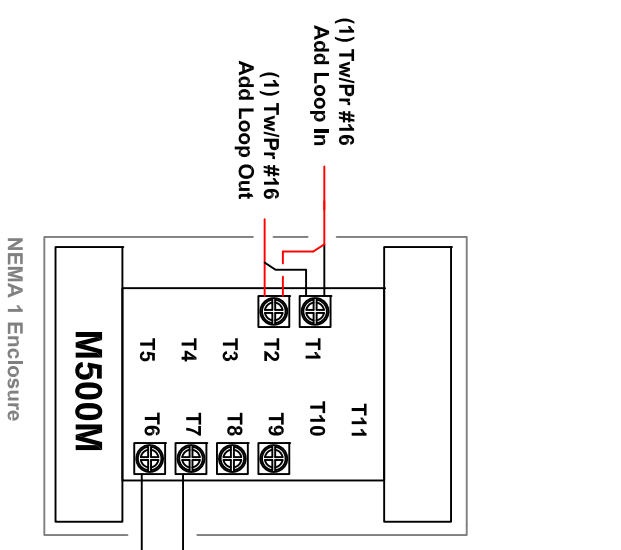 (1) Tw/Pr #16
Add Loop In
(1) Tw/Pr #16
Add Loop Out
NEMA 1 Enclosure
M500M
T1
T2
T3
T4
T5
T6
T7
T8
T9
T10
T11